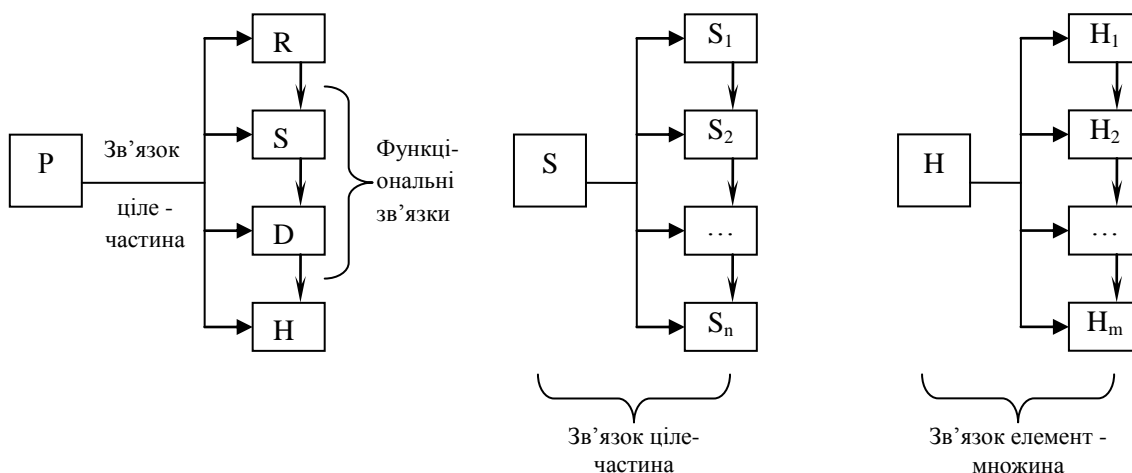 P
Зв’язок
ціле -
частина
R
S
D
H
Функці-
ональні
зв’язки
S
S₁
S₂
…
Sₙ
Зв’язок ціле-
частина
H
H₁
H₂
…
Hₘ
Зв’язок елемент -
множина